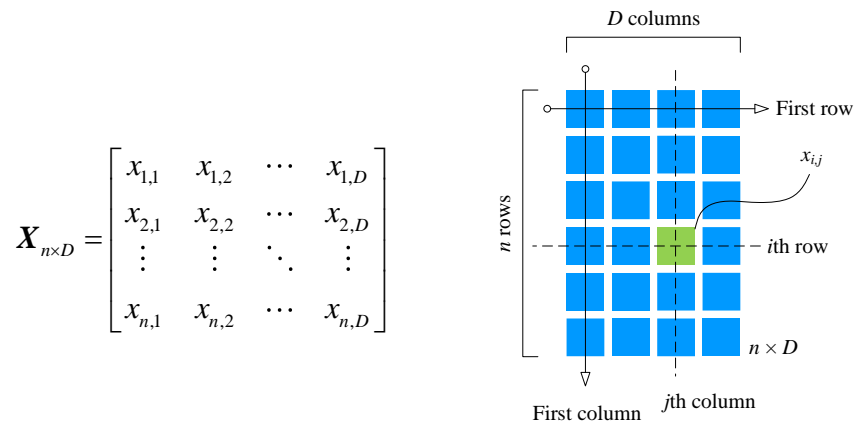 D columns
First row
x_{i,j}
n rows
ith row
n × D
First column
jth column
X_{n×D} = [ x_{1,1} x_{1,2} ⋯ x_{1,D}
x_{2,1} x_{2,2} ⋯ x_{2,D}
⋮ ⋮ ⋱ ⋮
x_{n,1} x_{n,2} ⋯ x_{n,D} ]